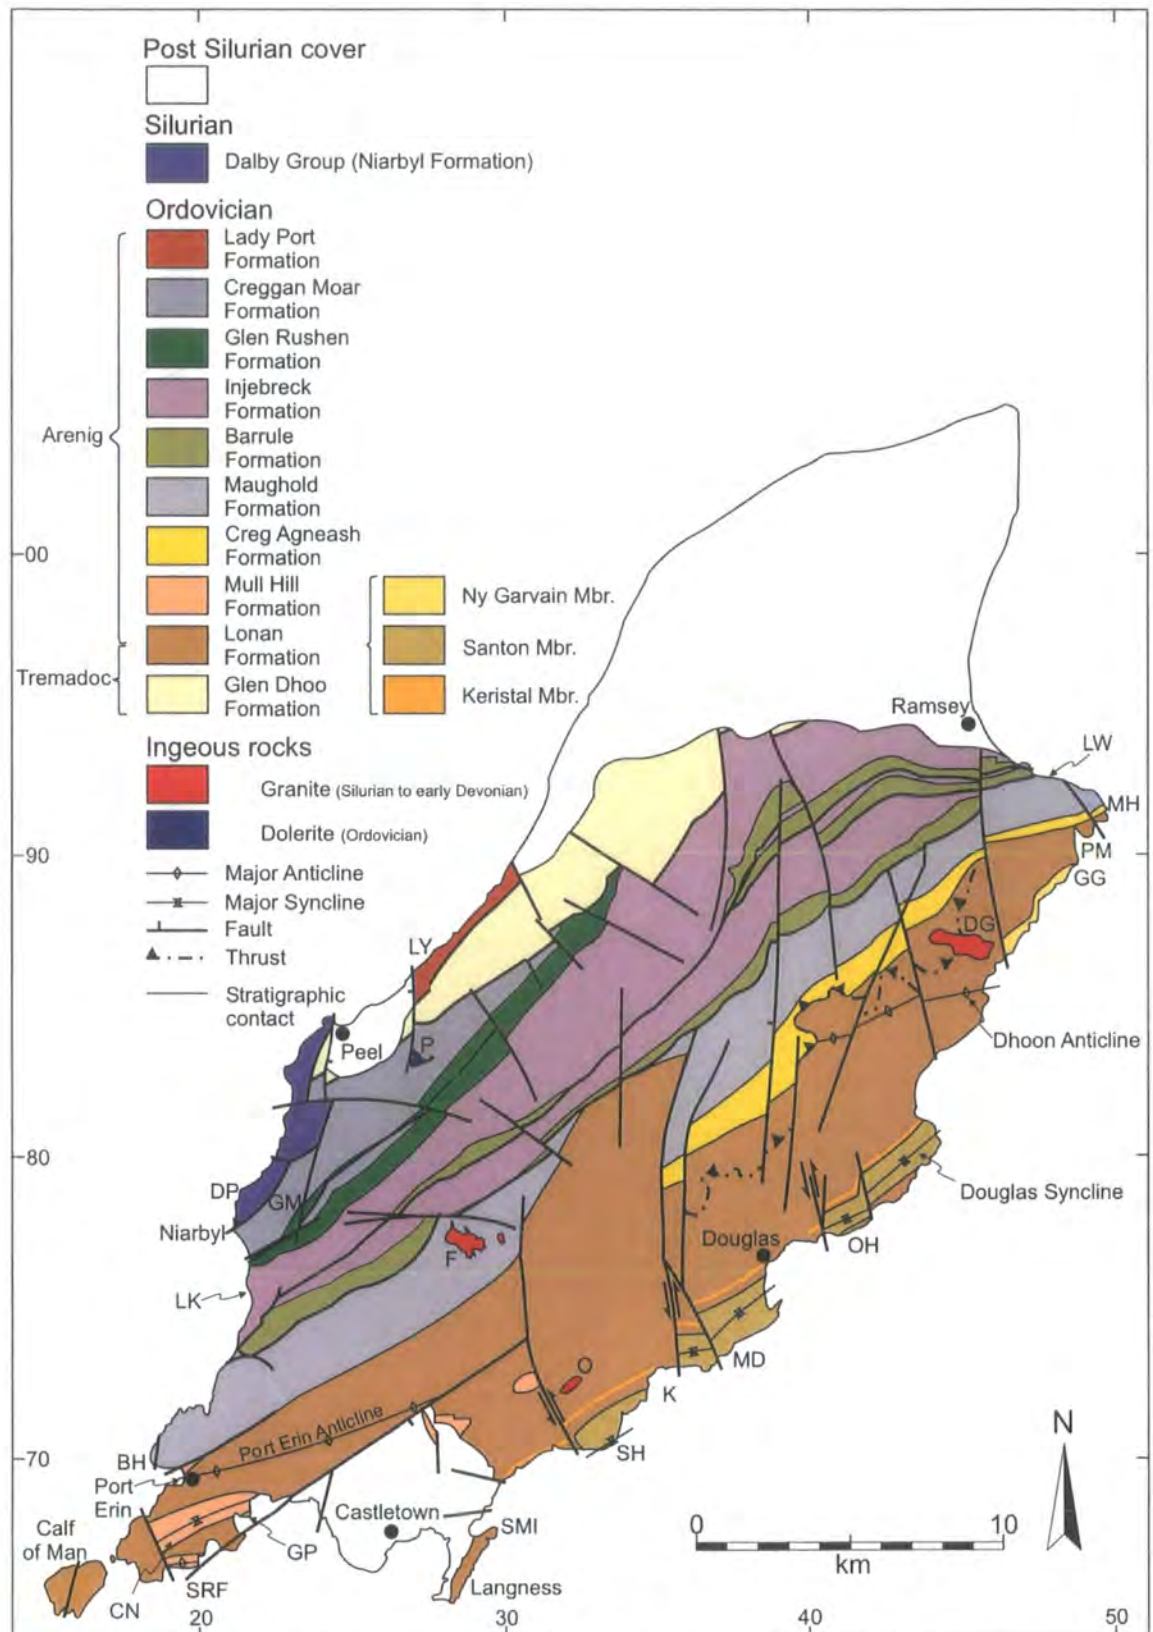 Post Silurian cover
Silurian
Dalby Group (Niarbyl Formation)
Ordovician
Lady Port
Formation
Creggan Moar
Formation
Glen Rushen
Formation
Injebreck
Formation
Arenig
Barrule
Formation
Maughold
Formation
Creg Agneash
Formation
Mull Hill
Formation
Ny Garvain Mbr.
Lonan
Formation
Santon Mbr.
Tremadoc
Glen Dhoo
Formation
Keristal Mbr.
Ingeous rocks
Granite (Silurian to early Devonian)
Dolerite (Ordovician)
Major Anticline
Major Syncline
Fault
Thrust
Stratigraphic
contact
00
90
80
70
Ramsey
LW
MH
PM
GG
DG
LY
Peel
P
Dhoon Anticline
DP
GM
Niarbyl
Douglas Syncline
Douglas
OH
F
LK
MD
O
K
Port Erin Anticline
SH
BH
Port
Erin
Castletown
SMI
Calf
of Man
GP
SRF
CN
Langness
N
0
10
km
20
30
40
50